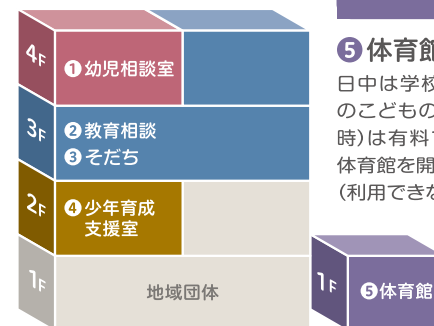 4F
❶幼児相談室
3F
❷教育相談
❸そだち
2F
❹少年育成
支援室
1F
地域団体
❺体育館
日中は学校
のこどもの
時)は有料
体育館を開
(利用できな
1F
❺体育館